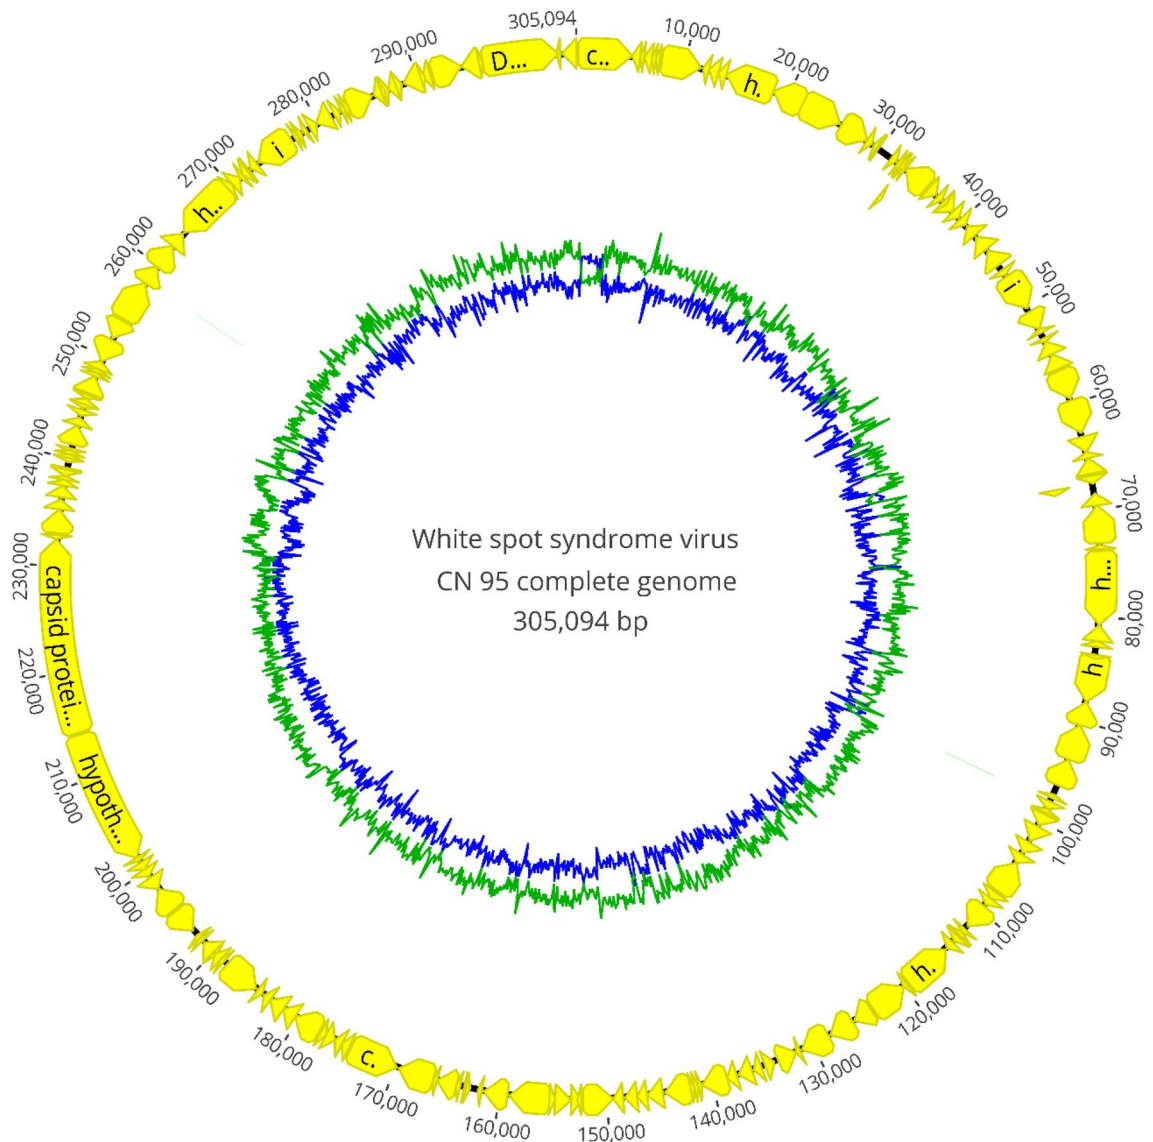 305,094
10,000
20,000
30,000
40,000
50,000
60,000
70,000
80,000
90,000
100,000
110,000
120,000
130,000
140,000
150,000
160,000
170,000
180,000
190,000
200,000
210,000
220,000
230,000
240,000
250,000
260,000
270,000
280,000
290,000
c..
h.
i
h...
h
h.
c.
hypoth...
capsid protei...
h..
i
D...
White spot syndrome virus
CN 95 complete genome
305,094 bp